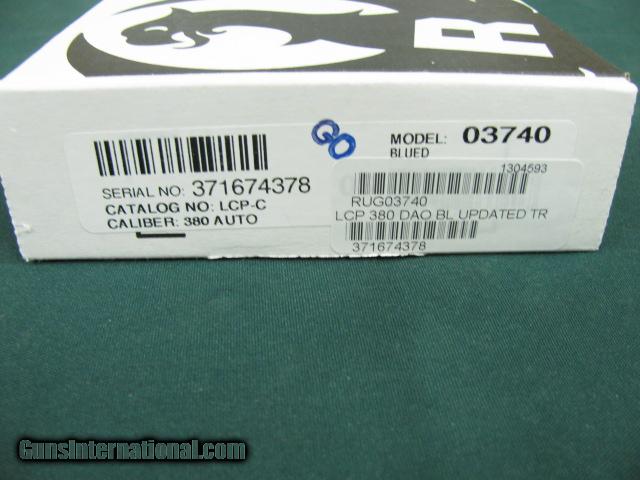 R
GO
MODEL: 03740
BLUED
SERIAL NO: 371674378
CATALOG NO: LCP-C
CALIBER: 380 AUTO
1304593
RUG03740
LCP 380 DAO BL UPDATED TR
371674378
GunsInternational.com